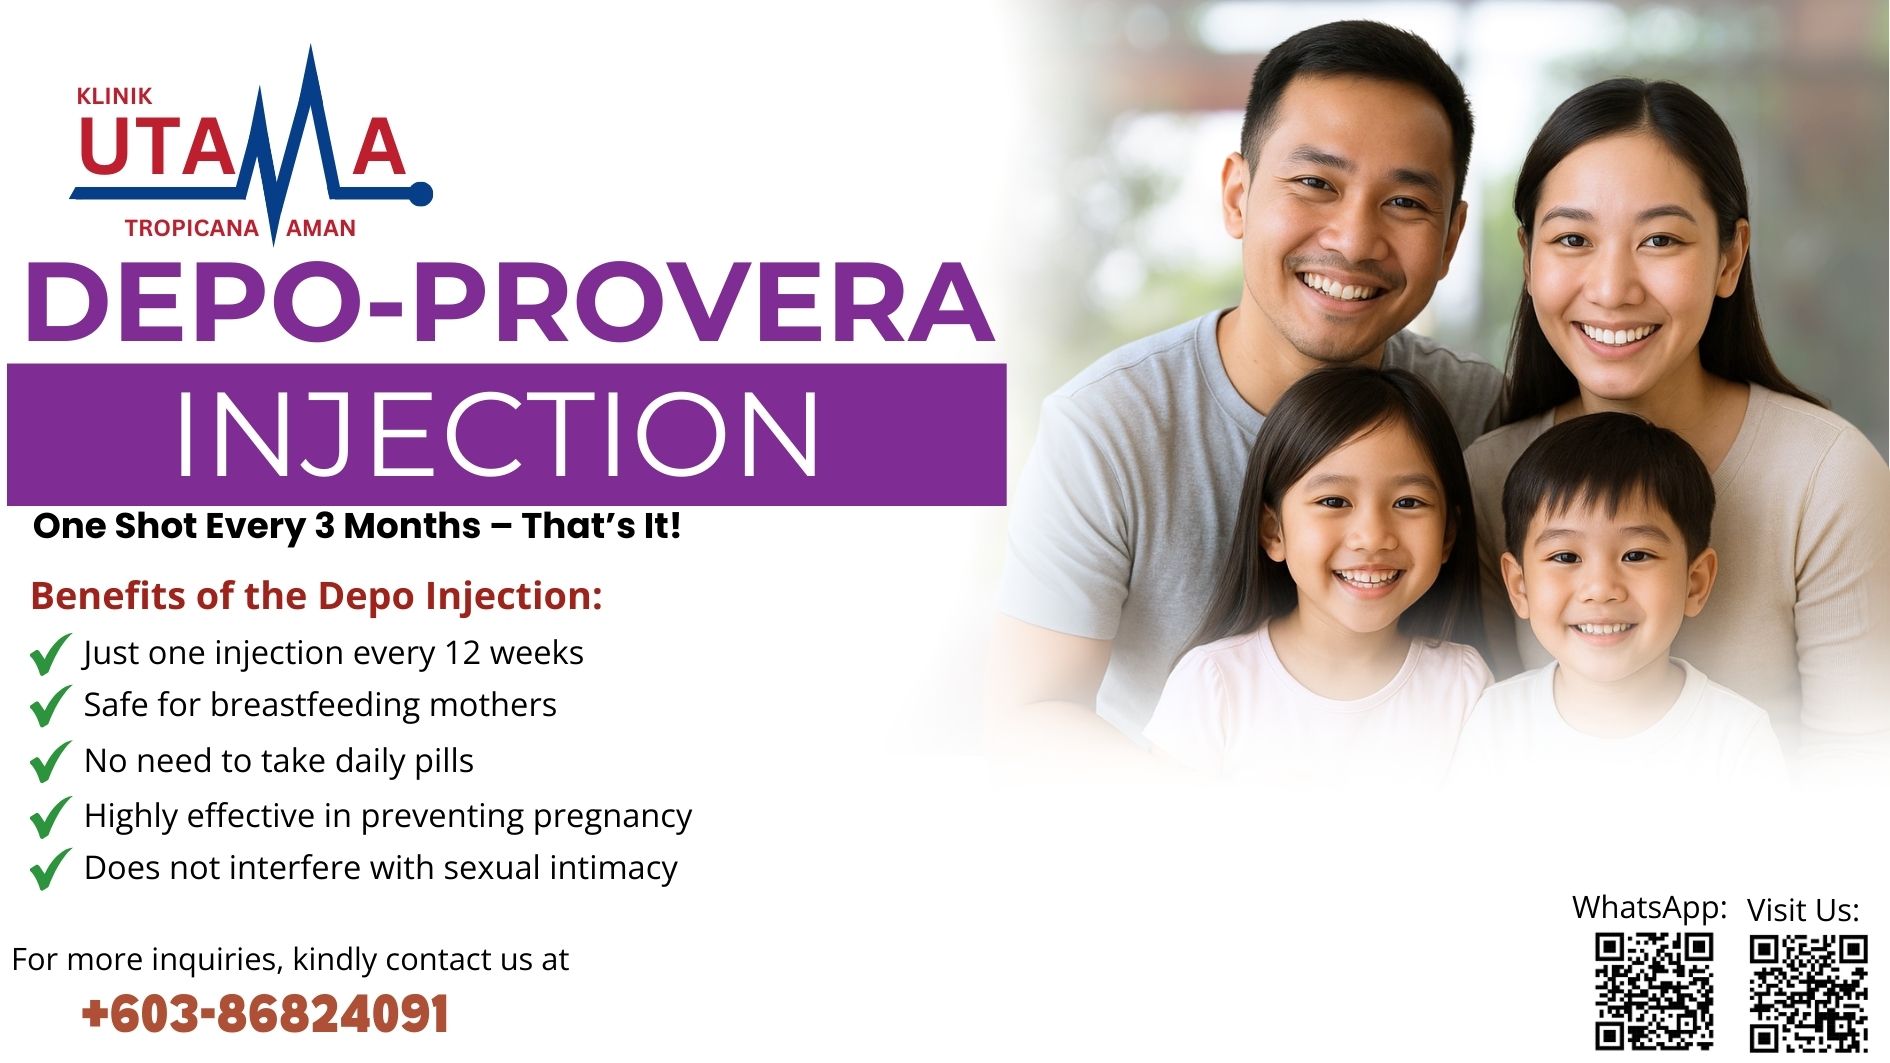 KLINIK
UTAMA
TROPICANA AMAN
DEPO-PROVERA
INJECTION
One Shot Every 3 Months – That's It!
Benefits of the Depo Injection:
Just one injection every 12 weeks
Safe for breastfeeding mothers
No need to take daily pills
Highly effective in preventing pregnancy
Does not interfere with sexual intimacy
For more inquiries, kindly contact us at
+603-86824091
WhatsApp:
Visit Us: